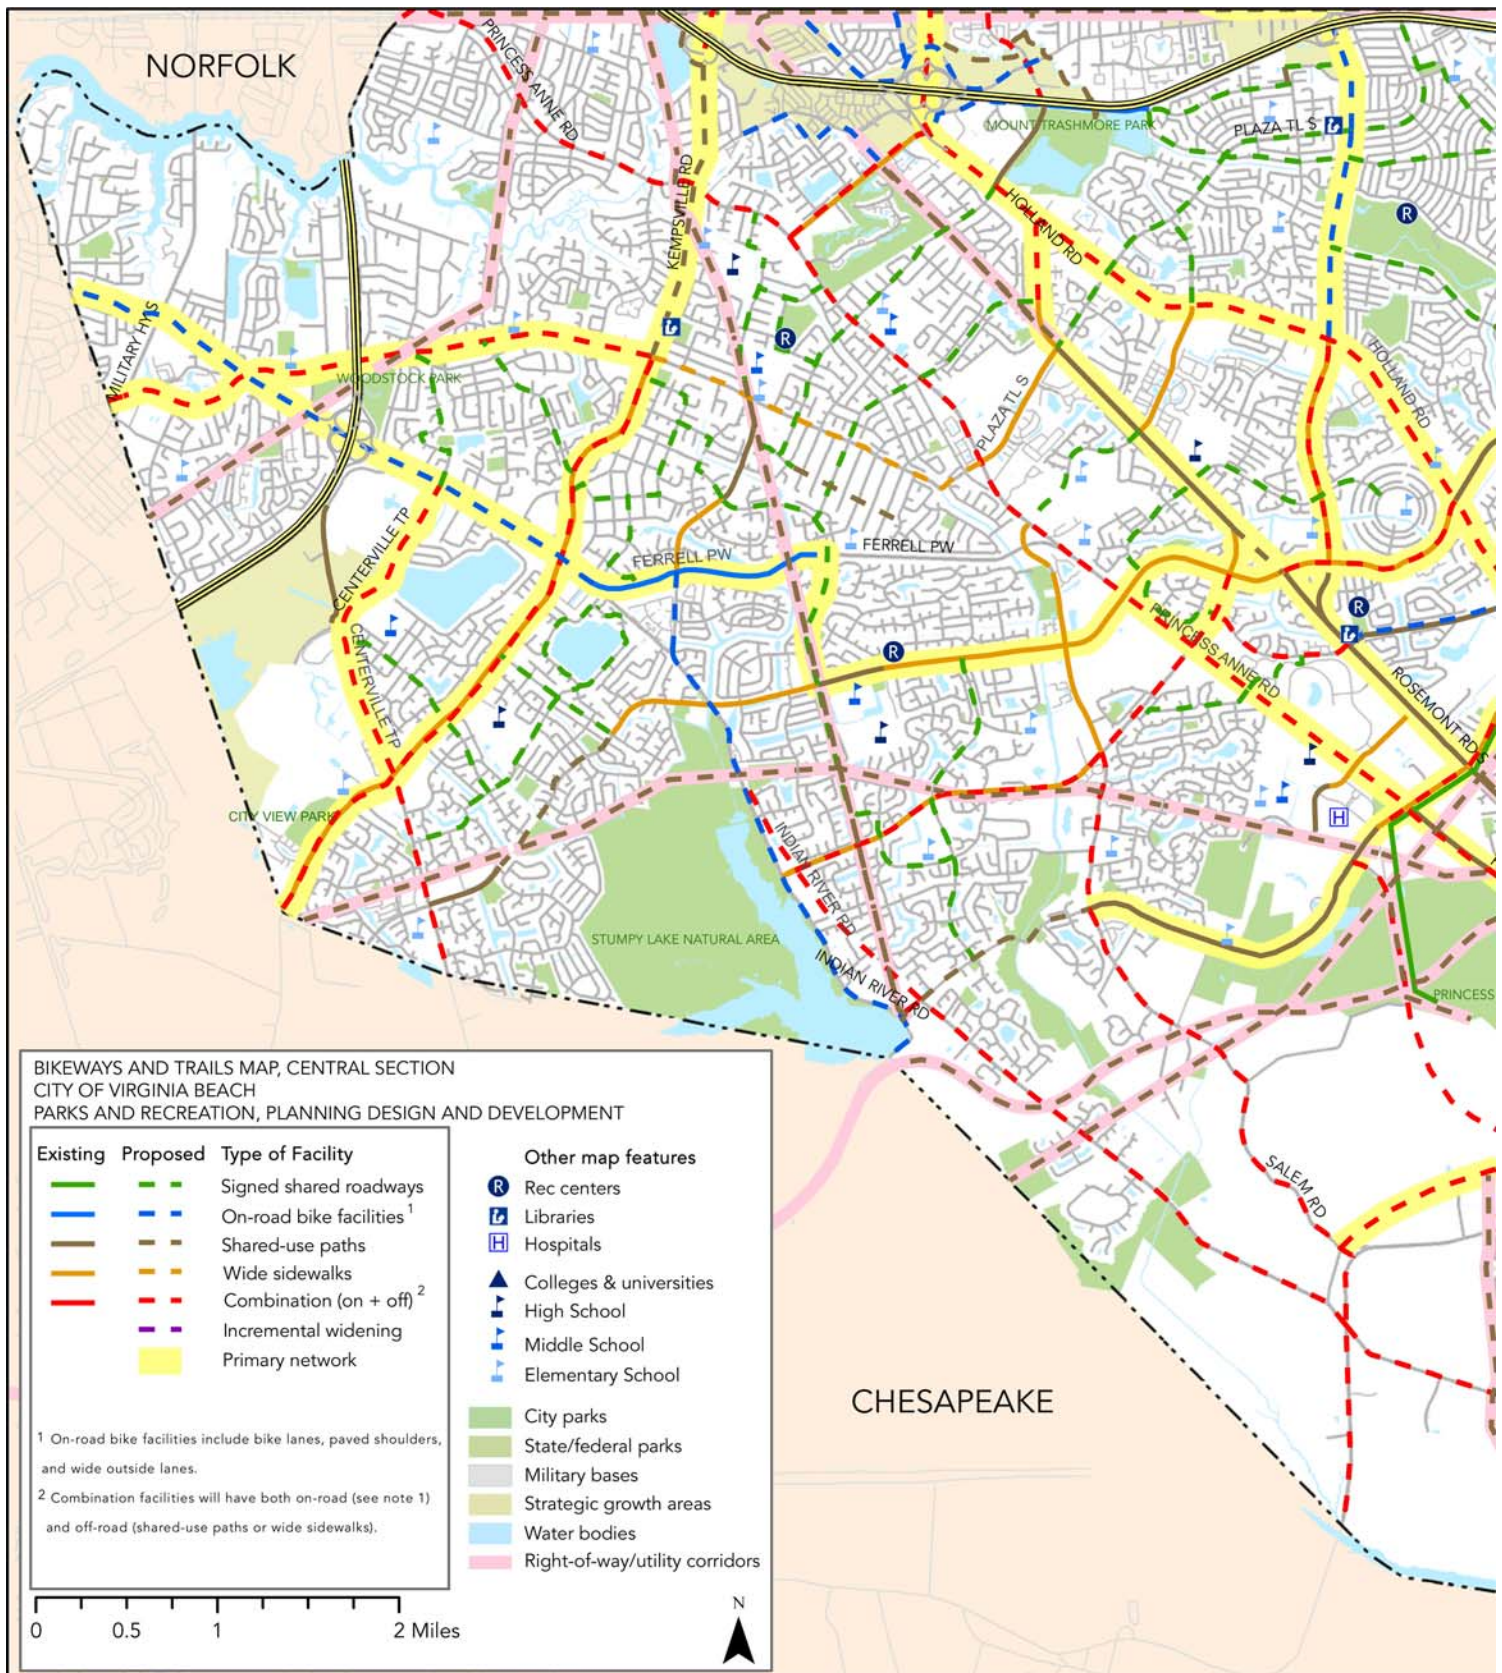 NORFOLK
PRINCESS ANNE RD
KEMPSVILLE RD
MOUNT TRASHMORE PARK
PLAZA TL S
R
HOLLAND RD
MILITARY HYS
WOODSTOCK PARK
R
HOLLAND RD
PLAZA TL S
CENTERVILLE TP
FERRELL PW
FERRELL PW
CENTERVILLE TP
R
R
PRINCESS ANNE RD
ROSEMONT RD S
CITY VIEW PARK
H
INDIAN RIVER RD
STUMPY LAKE NATURAL AREA
INDIAN RIVER RD
PRINCESS
SALEM RD
CHESAPEAKE
BIKEWAYS AND TRAILS MAP, CENTRAL SECTION
CITY OF VIRGINIA BEACH
PARKS AND RECREATION, PLANNING DESIGN AND DEVELOPMENT
Existing Proposed Type of Facility
Signed shared roadways
On-road bike facilities 1
Shared-use paths
Wide sidewalks
Combination (on + off) 2
Incremental widening
Primary network
1 On-road bike facilities include bike lanes, paved shoulders,
and wide outside lanes.
2 Combination facilities will have both on-road (see note 1)
and off-road (shared-use paths or wide sidewalks).
Other map features
R Rec centers
Libraries
H Hospitals
Colleges & universities
High School
Middle School
Elementary School
City parks
State/federal parks
Military bases
Strategic growth areas
Water bodies
Right-of-way/utility corridors
0 0.5 1 2 Miles
N